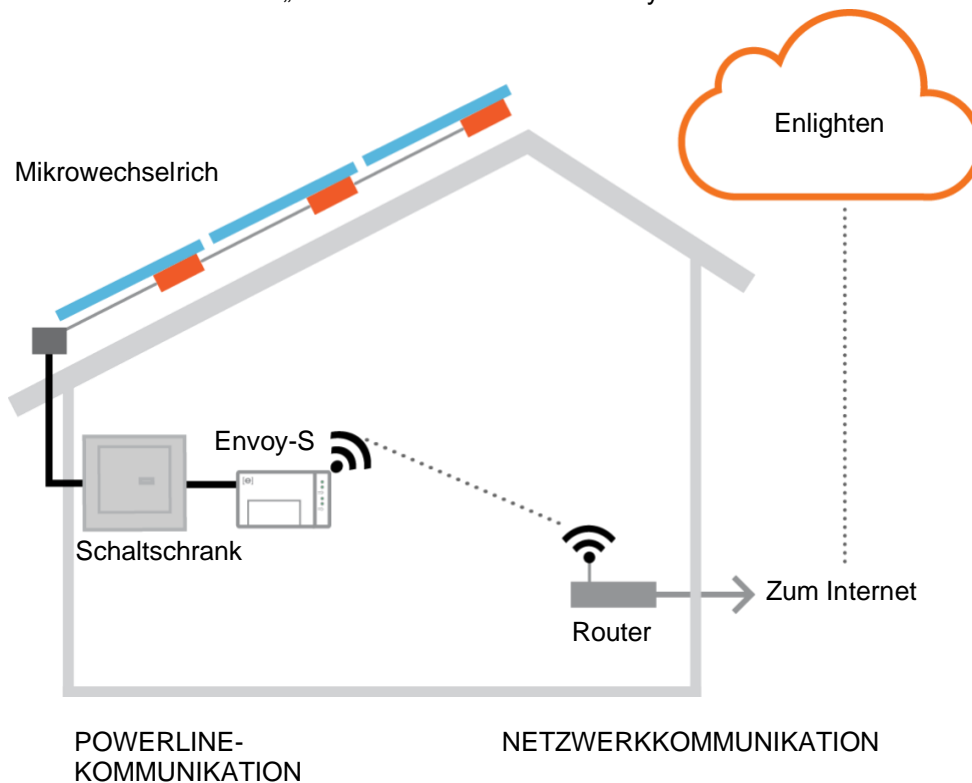 Enlighten
Mikrowechselrich
Envoy-S
Schaltschrank
Zum Internet
Router
POWERLINE-
KOMMUNIKATION
NETZWERKKOMMUNIKATION